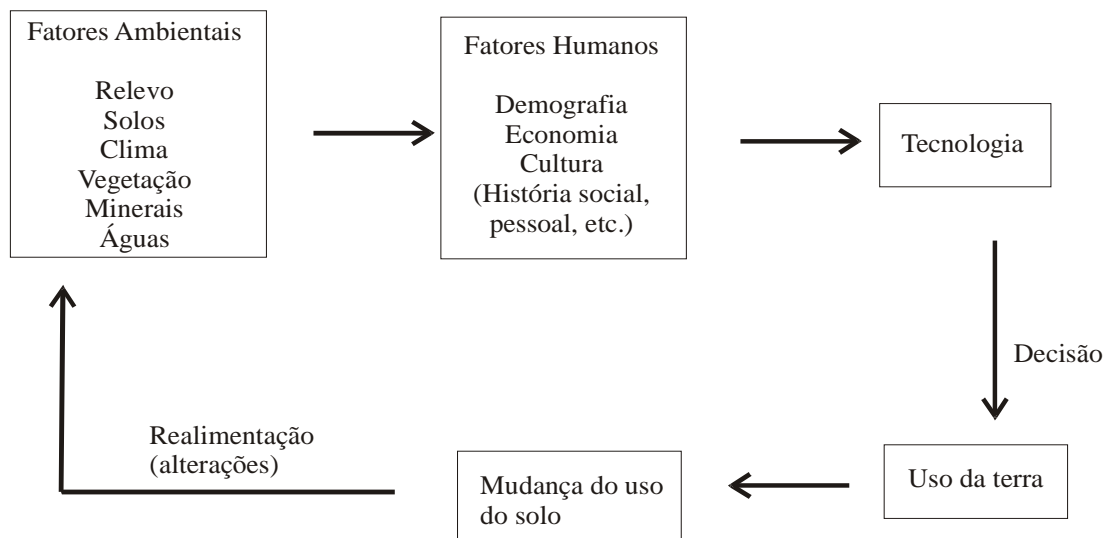 Fatores Ambientais
Relevo
Solos
Clima
Vegetação
Minerais
Águas
Fatores Humanos
Demografia
Economia
Cultura
(História social,
pessoal, etc.)
Tecnologia
Decisão
Uso da terra
Mudança do uso
do solo
Realimentação
(alterações)